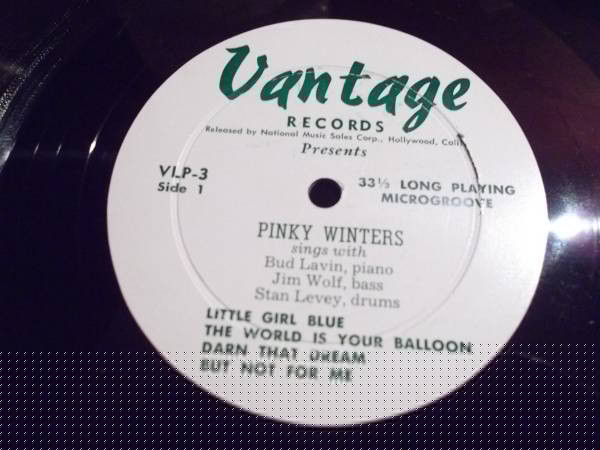 Vantage
RECORDS
Released by National Music Sales Corp., Hollywood, Calif.
Presents
VLP-3
Side 1
33⅓ LONG PLAYING
MICROGROOVE
PINKY WINTERS
sings with
Bud Lavin, piano
Jim Wolf, bass
Stan Levey, drums
LITTLE GIRL BLUE
THE WORLD IS YOUR BALLOON
DARN THAT DREAM
BUT NOT FOR ME